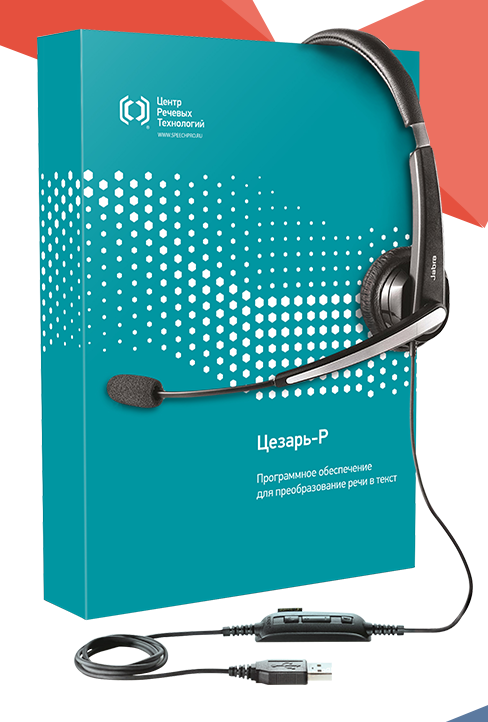 Центр
Речевых
Технологий
WWW.SPEECHPRO.RU
Jabra
Цезарь-Р
Программное обеспечение
для преобразование речи в текст